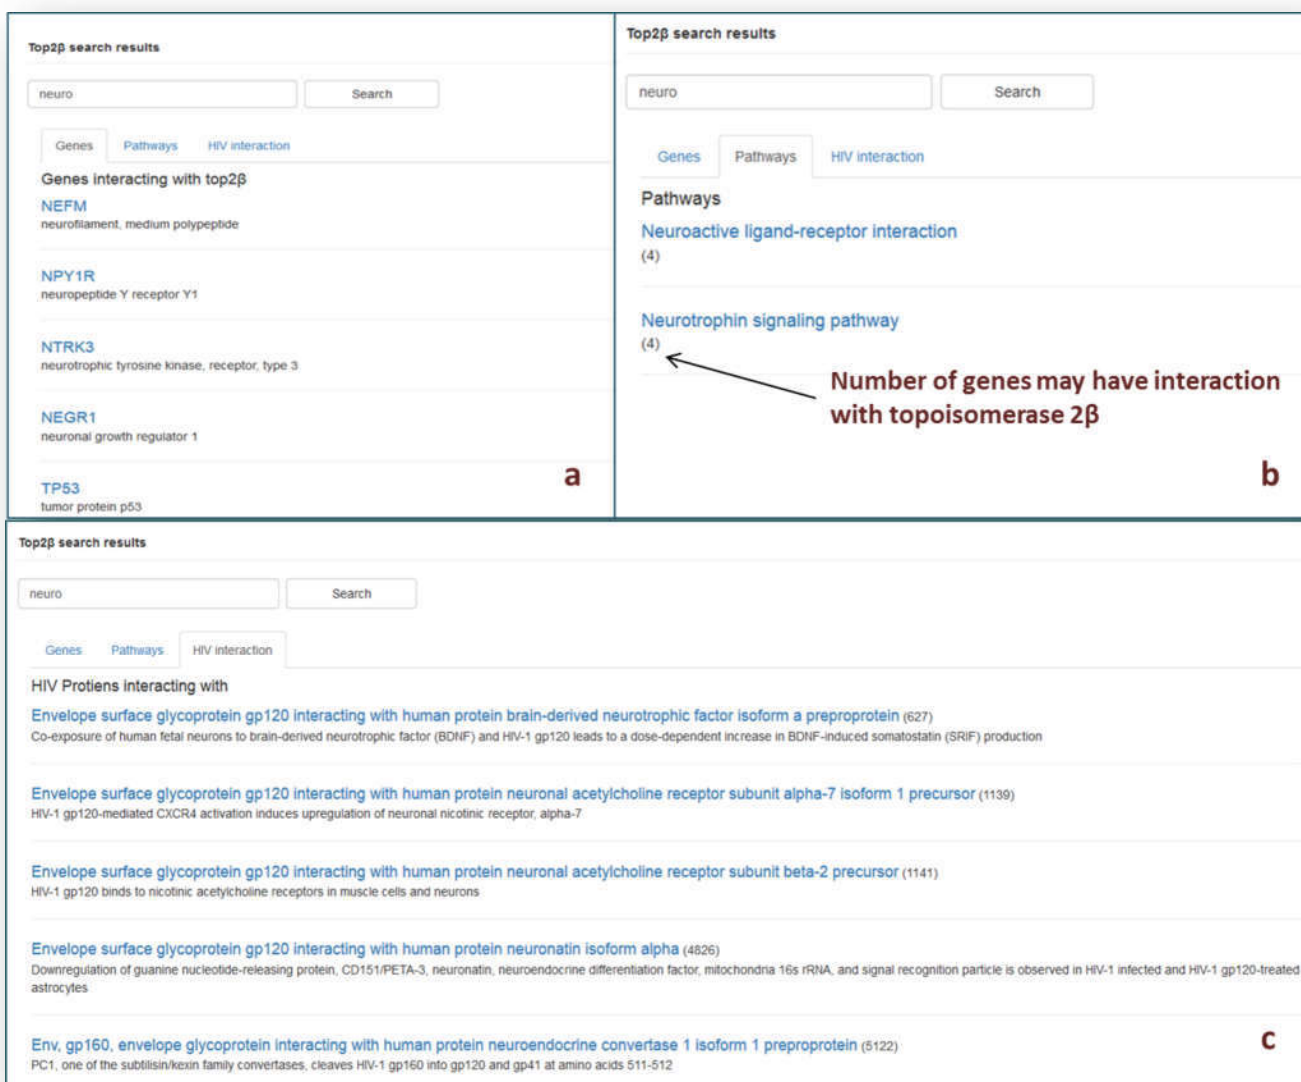 Top2β search results
neuro
Search
Genes Pathways HIV interaction
Genes interacting with top2β
NEFM
neurofilament, medium polypeptide
NPY1R
neuropeptide Y receptor Y1
NTRK3
neurotrophic tyrosine kinase, receptor, type 3
NEGR1
neuronal growth regulator 1
TP53
tumor protein p53
a
Top2β search results
neuro
Search
Genes Pathways HIV interaction
Pathways
Neuroactive ligand-receptor interaction
(4)
Neurotrophin signaling pathway
(4)
Number of genes may have interaction
with topoisomerase 2β
b
Top2β search results
neuro
Search
Genes Pathways HIV interaction
HIV Protiens interacting with
Envelope surface glycoprotein gp120 interacting with human protein brain-derived neurotrophic factor isoform a preproprotein (627)
Co-exposure of human fetal neurons to brain-derived neurotrophic factor (BDNF) and HIV-1 gp120 leads to a dose-dependent increase in BDNF-induced somatostatin (SRIF) production
Envelope surface glycoprotein gp120 interacting with human protein neuronal acetylcholine receptor subunit alpha-7 isoform 1 precursor (1139)
HIV-1 gp120-mediated CXCR4 activation induces upregulation of neuronal nicotinic receptor, alpha-7
Envelope surface glycoprotein gp120 interacting with human protein neuronal acetylcholine receptor subunit beta-2 precursor (1141)
HIV-1 gp120 binds to nicotinic acetylcholine receptors in muscle cells and neurons
Envelope surface glycoprotein gp120 interacting with human protein neuronatin isoform alpha (4826)
Downregulation of guanine nucleotide-releasing protein, CD151/PETA-3, neuronatin, neuroendocrine differentiation factor, mitochondria 16s rRNA, and signal recognition particle is observed in HIV-1 infected and HIV-1 gp120-treated
astrocytes
Env, gp160, envelope glycoprotein interacting with human protein neuroendocrine convertase 1 isoform 1 preproprotein (5122)
PC1, one of the subtilisin/kexin family convertases, cleaves HIV-1 gp160 into gp120 and gp41 at amino acids 511-512
c